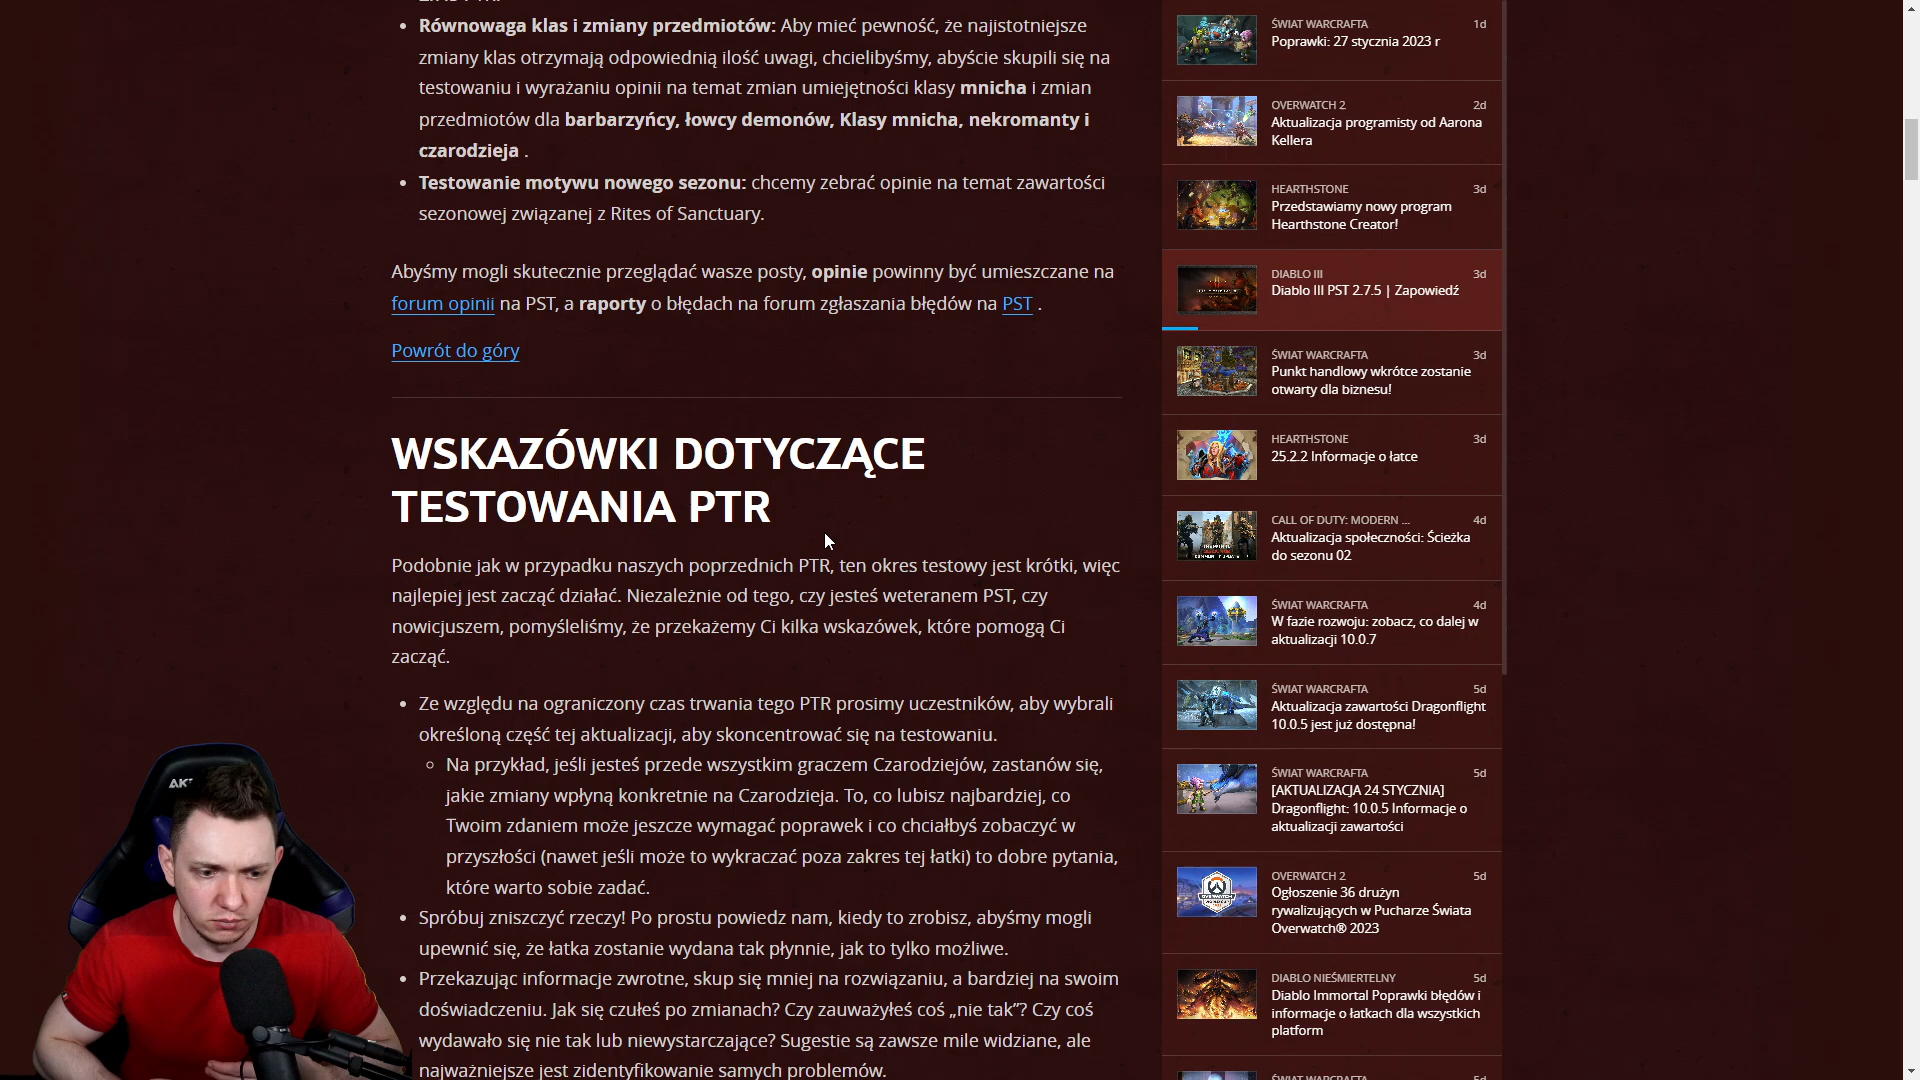 Równowaga klas i zmiany przedmiotów: Aby mieć pewność, że najistotniejsze
zmiany klas otrzymają odpowiednią ilość uwagi, chcielibyśmy, abyście skupili się na
testowaniu i wyrażaniu opinii na temat zmian umiejętności klasy mnicha i zmian
przedmiotów dla barbarzyńcy, łowcy demonów, Klasy mnicha, nekromanty i
czarodzieja .
Testowanie motywu nowego sezonu: chcemy zebrać opinie na temat zawartości
sezonowej związanej z Rites of Sanctuary.
Abyśmy mogli skutecznie przeglądać wasze posty, opinie powinny być umieszczane na
forum opinii na PST, a raporty o błędach na forum zgłaszania błędów na PST .
Powrót do góry
WSKAZÓWKI DOTYCZĄCE
TESTOWANIA PTR
Podobnie jak w przypadku naszych poprzednich PTR, ten okres testowy jest krótki, więc
najlepiej jest zacząć działać. Niezależnie od tego, czy jesteś weteranem PST, czy
nowicjuszem, pomyśleliśmy, że przekażemy Ci kilka wskazówek, które pomogą Ci
zacząć.
Ze względu na ograniczony czas trwania tego PTR prosimy uczestników, aby wybrali
określoną część tej aktualizacji, aby skoncentrować się na testowaniu.
Na przykład, jeśli jesteś przede wszystkim graczem Czarodziejów, zastanów się,
jakie zmiany wpłyną konkretnie na Czarodzieja. To, co lubisz najbardziej, co
Twoim zdaniem może jeszcze wymagać poprawek i co chciałbyś zobaczyć w
przyszłości (nawet jeśli może to wykraczać poza zakres tej łatki) to dobre pytania,
które warto sobie zadać.
Spróbuj zniszczyć rzeczy! Po prostu powiedz nam, kiedy to zrobisz, abyśmy mogli
upewnić się, że łatka zostanie wydana tak płynnie, jak to tylko możliwe.
Przekazując informacje zwrotne, skup się mniej na rozwiązaniu, a bardziej na swoim
doświadczeniu. Jak się czułeś po zmianach? Czy zauważyłeś coś „nie tak”? Czy coś
wydawało się nie tak lub niewystarczające? Sugestie są zawsze mile widziane, ale
najważniejsze jest zidentyfikowanie samych problemów.
ŚWIAT WARCRAFTA 1d
Poprawki: 27 stycznia 2023 r
OVERWATCH 2 2d
Aktualizacja programisty od Aarona
Kellera
HEARTHSTONE 3d
Przedstawiamy nowy program
Hearthstone Creator!
DIABLO III 3d
Diablo III PST 2.7.5 | Zapowiedź
ŚWIAT WARCRAFTA 3d
Punkt handlowy wkrótce zostanie
otwarty dla biznesu!
HEARTHSTONE 3d
25.2.2 Informacje o łatce
CALL OF DUTY: MODERN ... 4d
Aktualizacja społeczności: Ścieżka
do sezonu 02
ŚWIAT WARCRAFTA 4d
W fazie rozwoju: zobacz, co dalej w
aktualizacji 10.0.7
ŚWIAT WARCRAFTA 5d
Aktualizacja zawartości Dragonflight
10.0.5 jest już dostępna!
ŚWIAT WARCRAFTA 5d
[AKTUALIZACJA 24 STYCZNIA]
Dragonflight: 10.0.5 Informacje o
aktualizacji zawartości
OVERWATCH 2 5d
Ogłoszenie 36 drużyn
rywalizujących w Pucharze Świata
Overwatch® 2023
DIABLO NIEŚMIERTELNY 5d
Diablo Immortal Poprawki błędów i
informacje o łatkach dla wszystkich
platform
ŚWIAT WARCRAFTA 5d